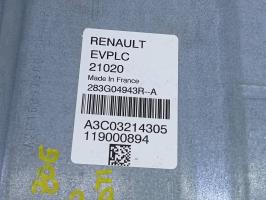 RENAULT
EVPLC
21020
Made in France
283G04943R--A
A3C03214305
119000894